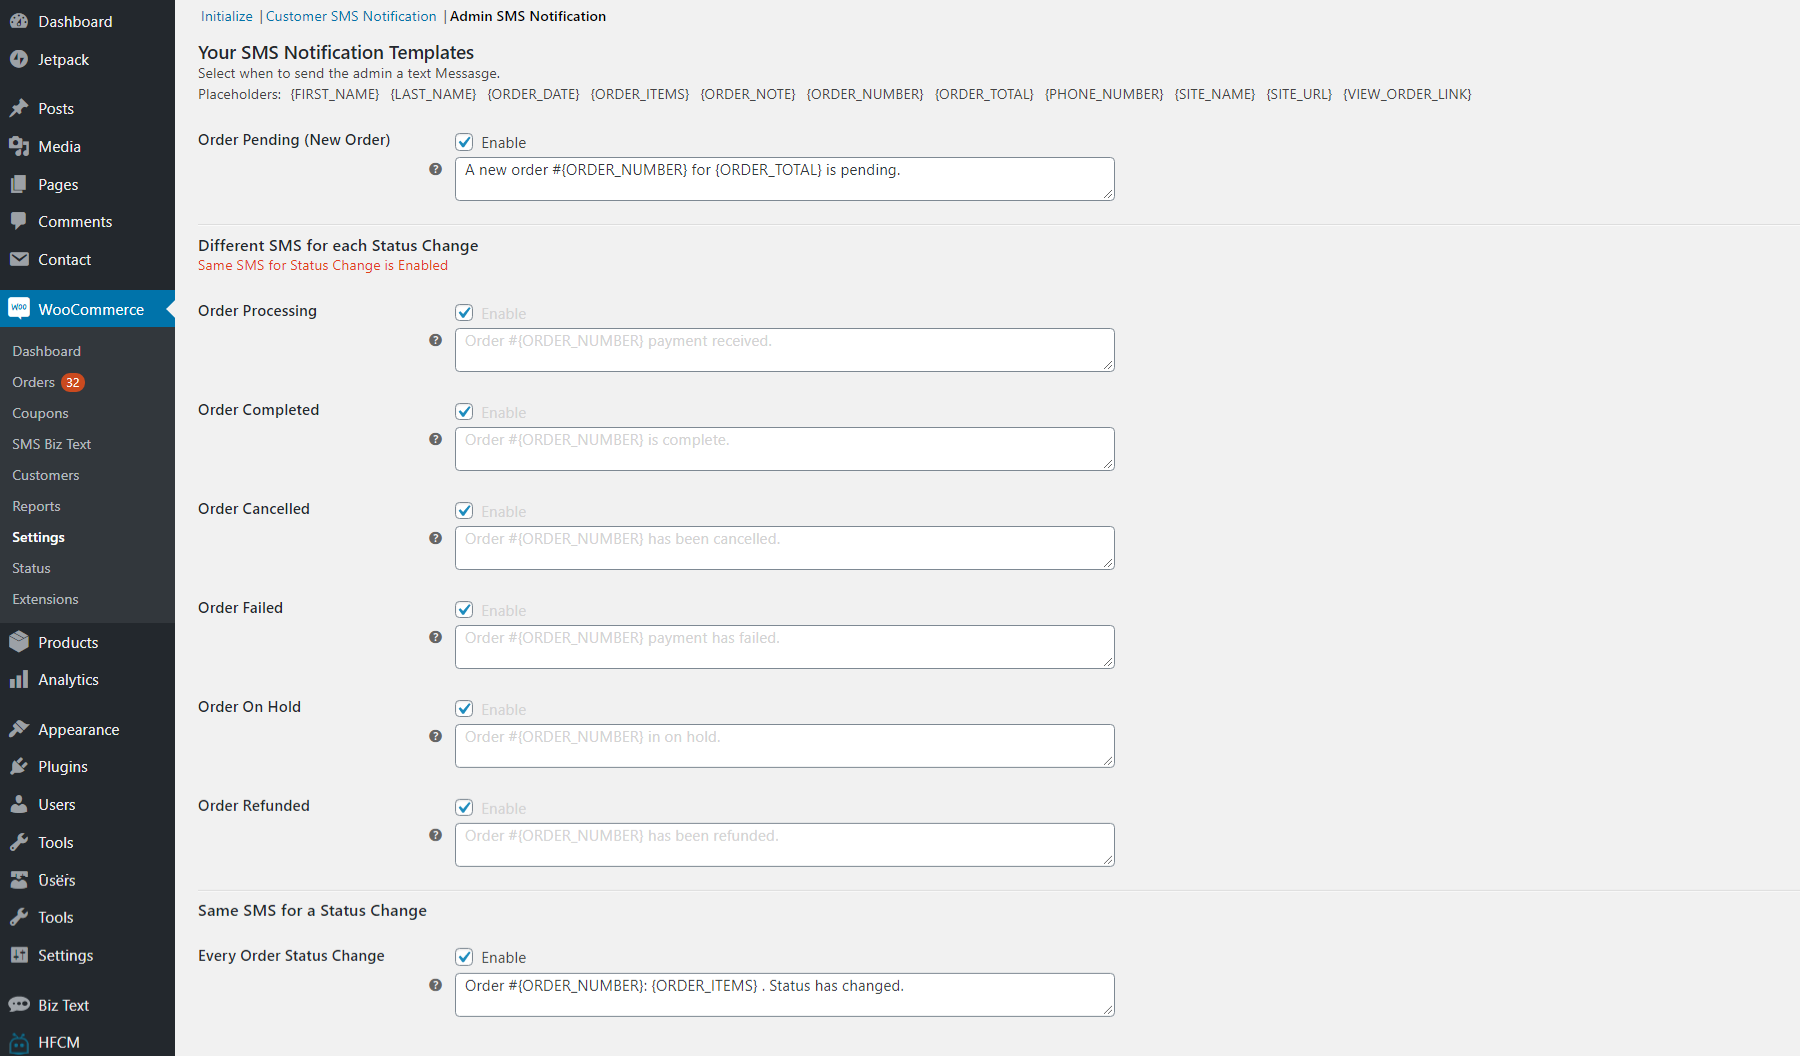 Dashboard
Jetpack
Posts
Media
Pages
Comments
Contact
WOO WooCommerce
Dashboard
Orders 32
Coupons
SMS Biz Text
Customers
Reports
Settings
Status
Extensions
Products
Analytics
Appearance
Plugins
Users
Tools
Users
Tools
Settings
Biz Text
HFCM
Initialize | Customer SMS Notification | Admin SMS Notification
Your SMS Notification Templates
Select when to send the admin a text Messasge.
Placeholders: {FIRST_NAME} {LAST_NAME} {ORDER_DATE} {ORDER_ITEMS} {ORDER_NOTE} {ORDER_NUMBER} {ORDER_TOTAL} {PHONE_NUMBER} {SITE_NAME} {SITE_URL} {VIEW_ORDER_LINK}
Order Pending (New Order) Enable
? A new order #{ORDER_NUMBER} for {ORDER_TOTAL} is pending.
Different SMS for each Status Change
Same SMS for Status Change is Enabled
Order Processing Enable
? Order #{ORDER_NUMBER} payment received.
Order Completed Enable
? Order #{ORDER_NUMBER} is complete.
Order Cancelled Enable
? Order #{ORDER_NUMBER} has been cancelled.
Order Failed Enable
? Order #{ORDER_NUMBER} payment has failed.
Order On Hold Enable
? Order #{ORDER_NUMBER} in on hold.
Order Refunded Enable
? Order #{ORDER_NUMBER} has been refunded.
Same SMS for a Status Change
Every Order Status Change Enable
? Order #{ORDER_NUMBER}: {ORDER_ITEMS} . Status has changed.